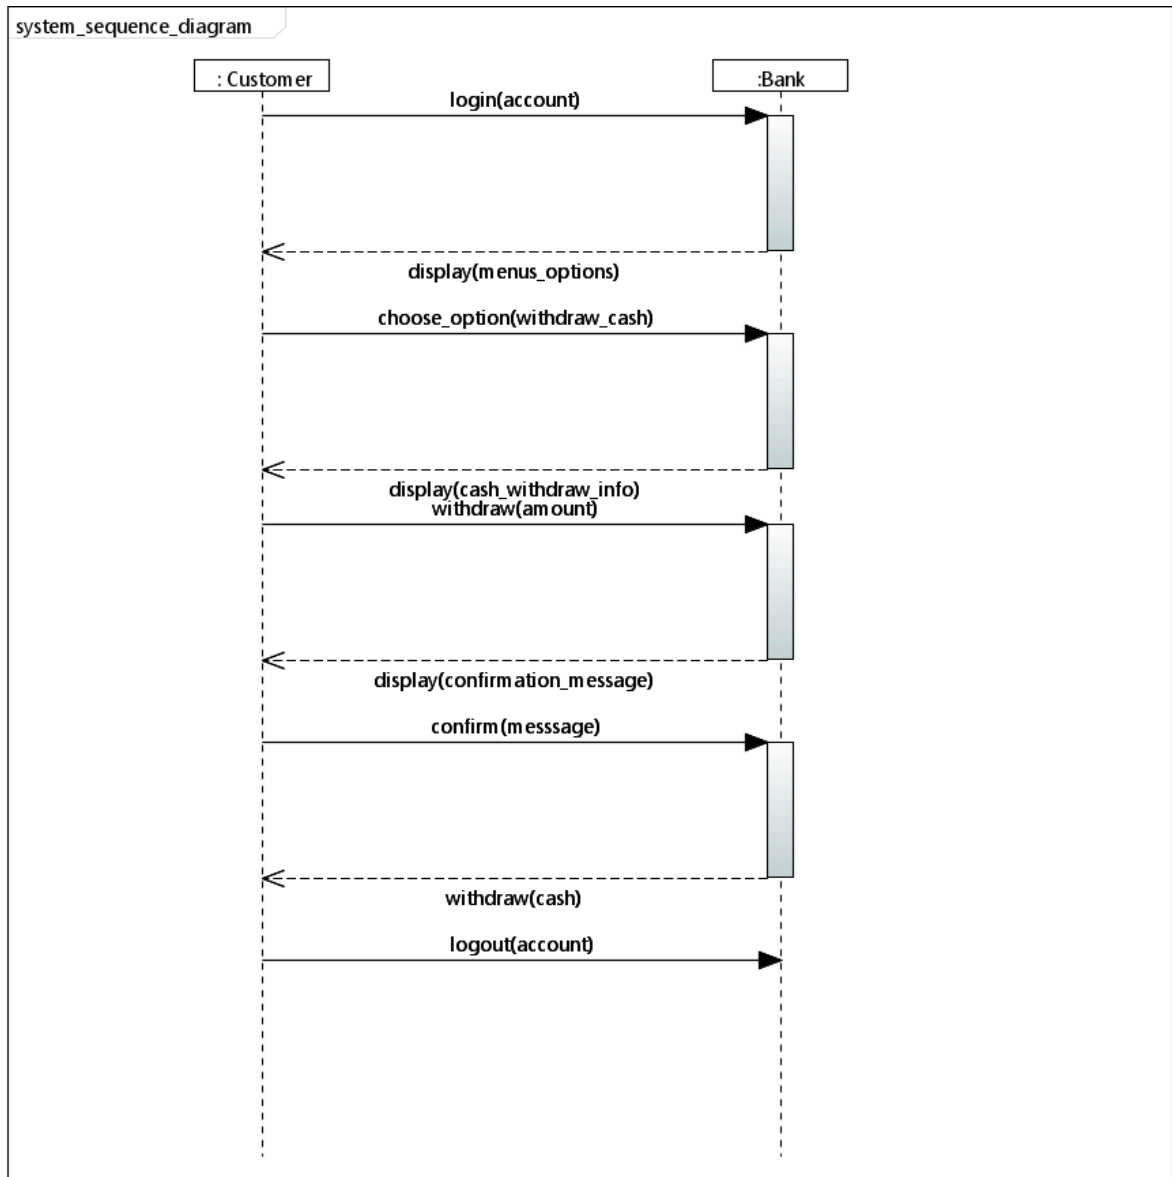 system_sequence_diagram
: Customer
:Bank
login(account)
display(menus_options)
choose_option(withdraw_cash)
display(cash_withdraw_info)
withdraw(amount)
display(confirmation_message)
confirm(messsage)
withdraw(cash)
logout(account)